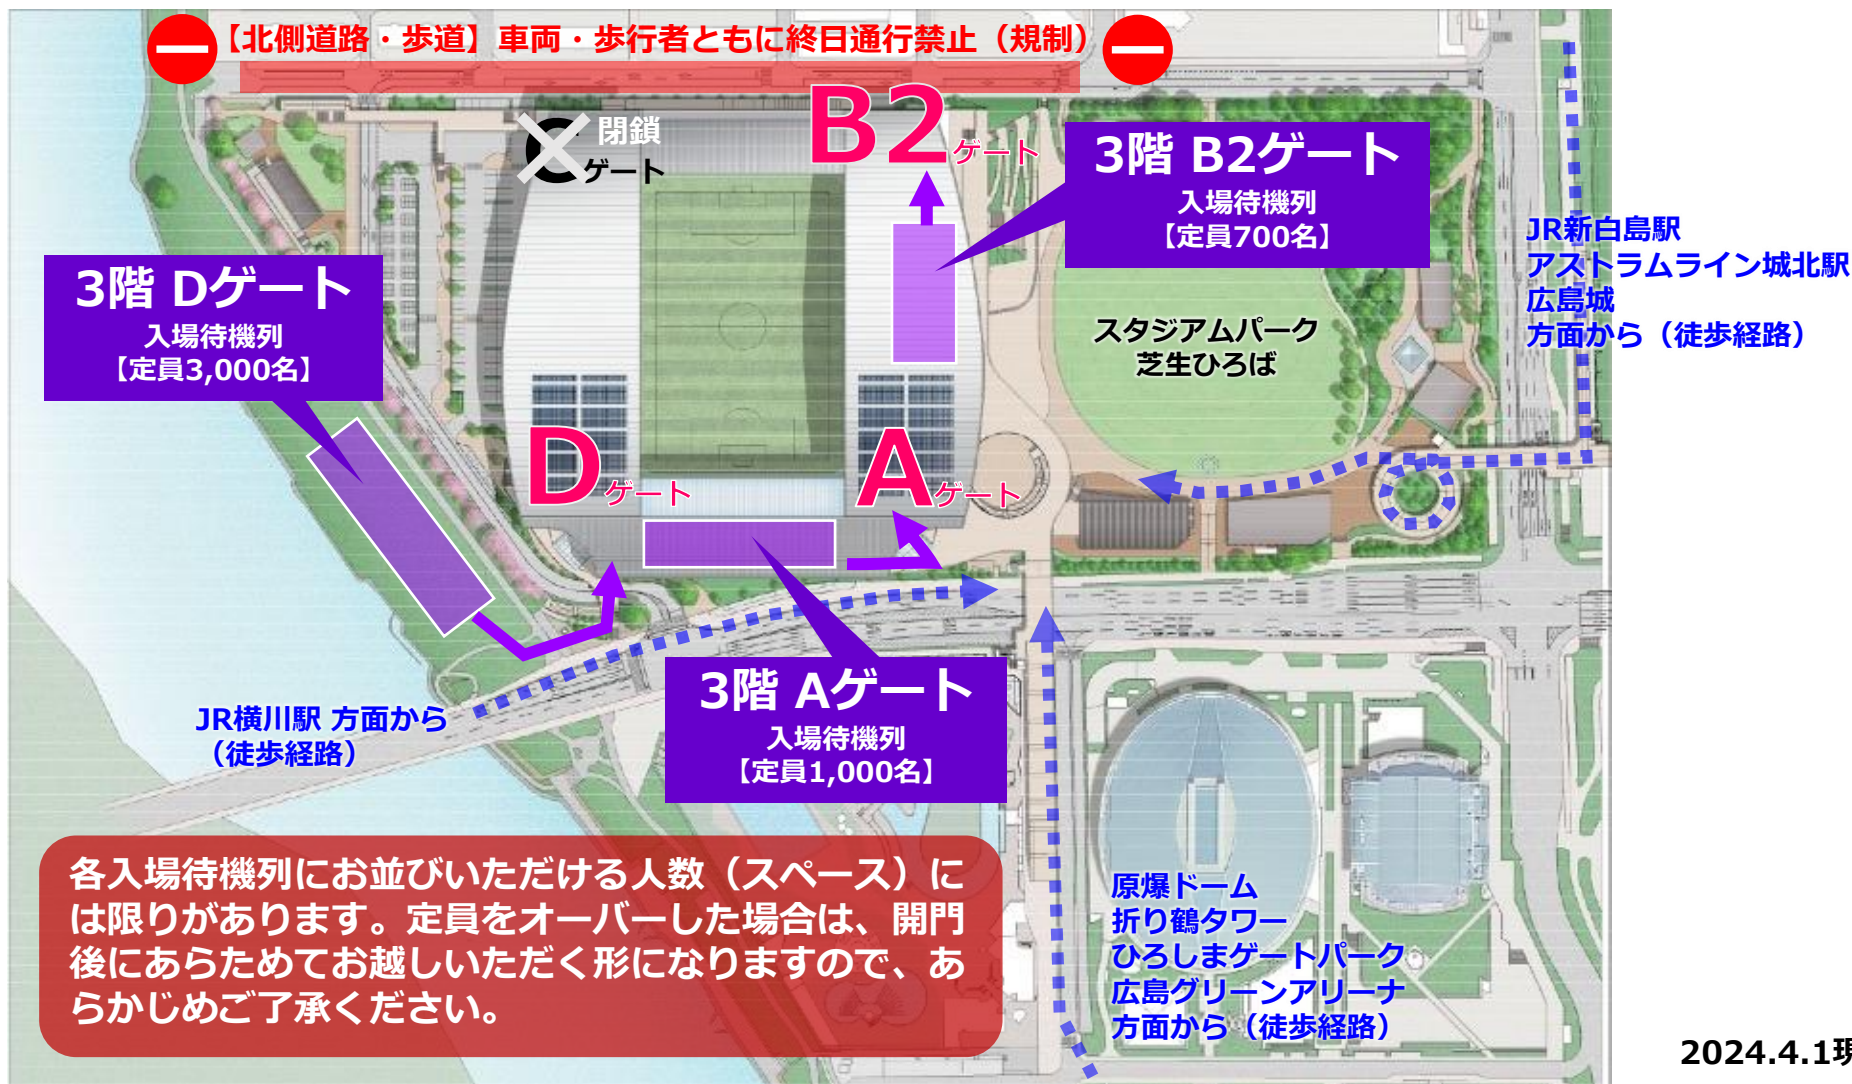 【北側道路・歩道】車両・歩行者ともに終日通行禁止（規制）
C 閉鎖
ゲート
B2ゲート
3階 B2ゲート
入場待機列
【定員700名】
JR新白島駅
アストラムライン城北駅
広島城
方面から（徒歩経路）
3階 Dゲート
入場待機列
【定員3,000名】
スタジアムパーク
芝生ひろば
Dゲート
Aゲート
3階 Aゲート
入場待機列
【定員1,000名】
JR横川駅 方面から
（徒歩経路）
各入場待機列にお並びいただける人数（スペース）に
は限りがあります。定員をオーバーした場合は、開門
後にあらためてお越しいただく形になりますので、あ
らかじめご了承ください。
原爆ドーム
折り鶴タワー
ひろしまゲートパーク
広島グリーンアリーナ
方面から（徒歩経路）
2024.4.1現